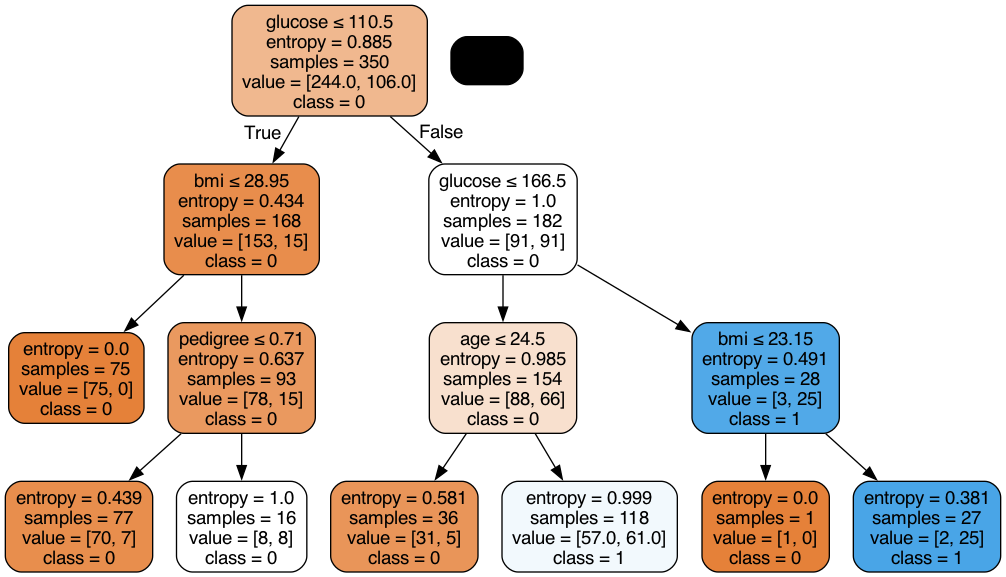 glucose ≤ 110.5
entropy = 0.885
samples = 350
value = [244.0, 106.0]
class = 0
True
False
bmi ≤ 28.95
entropy = 0.434
samples = 168
value = [153, 15]
class = 0
glucose ≤ 166.5
entropy = 1.0
samples = 182
value = [91, 91]
class = 0
entropy = 0.0
samples = 75
value = [75, 0]
class = 0
pedigree ≤ 0.71
entropy = 0.637
samples = 93
value = [78, 15]
class = 0
age ≤ 24.5
entropy = 0.985
samples = 154
value = [88, 66]
class = 0
bmi ≤ 23.15
entropy = 0.491
samples = 28
value = [3, 25]
class = 1
entropy = 0.439
samples = 77
value = [70, 7]
class = 0
entropy = 1.0
samples = 16
value = [8, 8]
class = 0
entropy = 0.581
samples = 36
value = [31, 5]
class = 0
entropy = 0.999
samples = 118
value = [57.0, 61.0]
class = 1
entropy = 0.0
samples = 1
value = [1, 0]
class = 0
entropy = 0.381
samples = 27
value = [2, 25]
class = 1